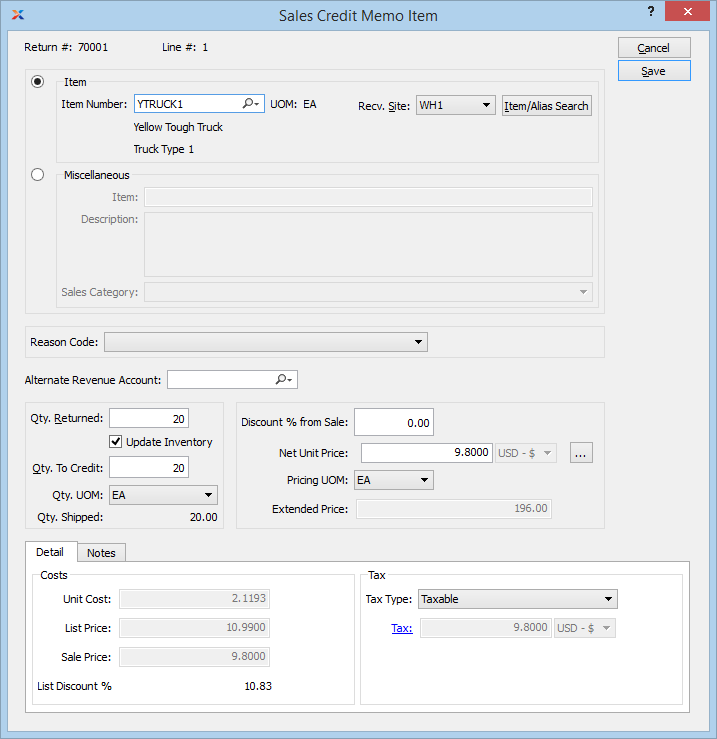 Sales Credit Memo Item
?
Return #: 70001 Line #: 1
Cancel
Save
Item
Item Number: YTRUCK1 UOM: EA Recv. Site: WH1 Item/Alias Search
Yellow Tough Truck
Truck Type 1
Miscellaneous
Item:
Description:
Sales Category:
Reason Code:
Alternate Revenue Account:
Qty. Returned: 20
Update Inventory
Qty. To Credit: 20
Qty. UOM: EA
Qty. Shipped: 20.00
Discount % from Sale: 0.00
Net Unit Price: 9.8000 USD - $ ...
Pricing UOM: EA
Extended Price: 196.00
Detail Notes
Costs
Unit Cost: 2.1193
List Price: 10.9900
Sale Price: 9.8000
List Discount % 10.83
Tax
Tax Type: Taxable
Tax: 9.8000 USD - $